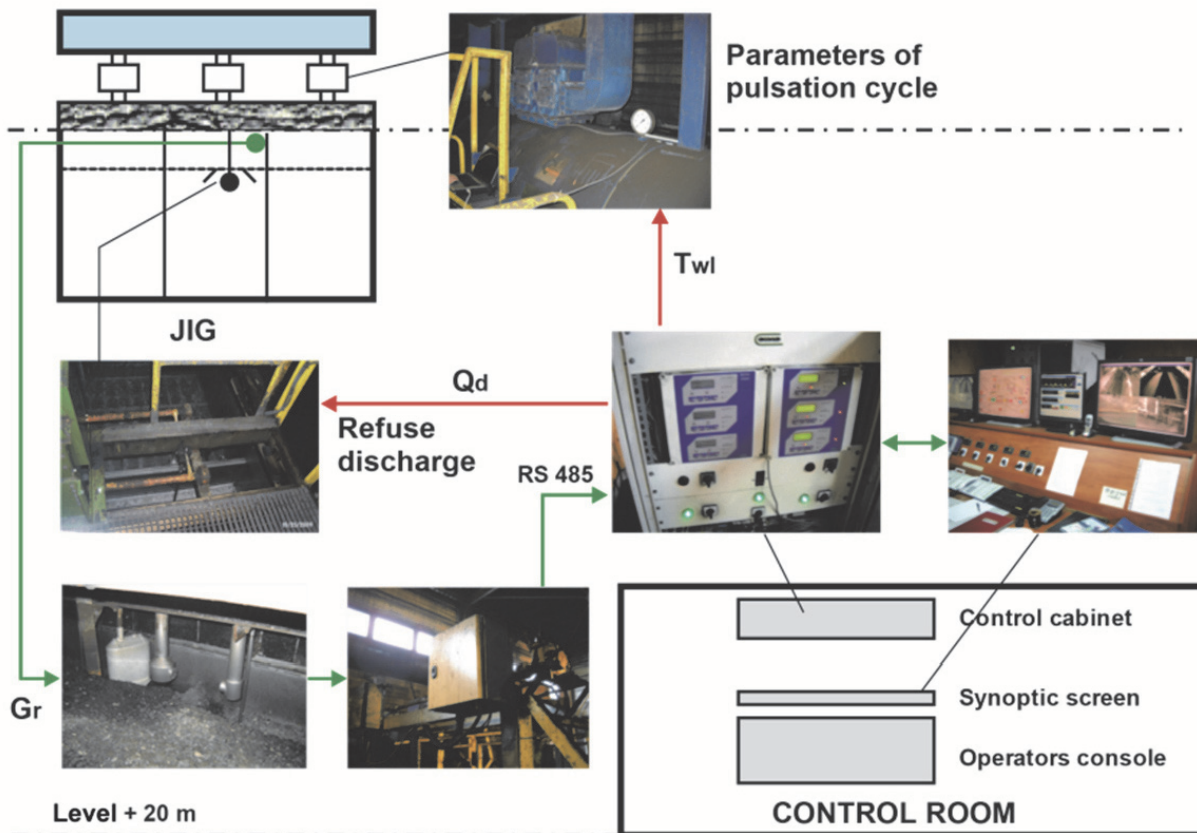 Parameters of
pulsation cycle
Twl
JIG
Qd
Refuse
discharge
RS 485
Gr
Control cabinet
Synoptic screen
Operators console
Level + 20 m
CONTROL ROOM